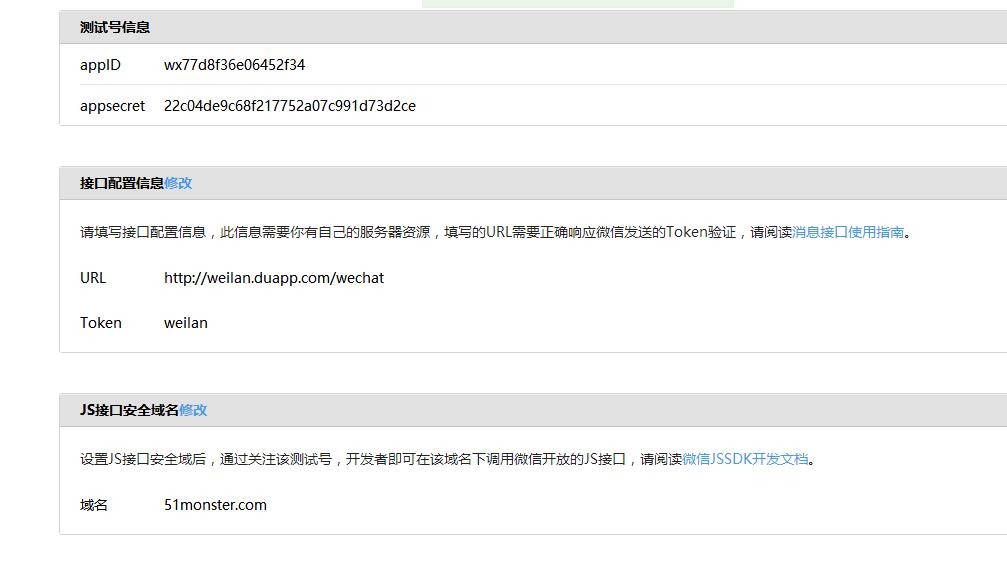 测试号信息
appID wx77d8f36e06452f34
appsecret 22c04de9c68f217752a07c991d73d2ce
接口配置信息修改
请填写接口配置信息，此信息需要你有自己的服务器资源，填写的URL需要正确响应微信发送的Token验证，请阅读消息接口使用指南。
URL http://weilan.duapp.com/wechat
Token weilan
JS接口安全域名修改
设置JS接口安全域后，通过关注该测试号，开发者即可在该域名下调用微信开放的JS接口，请阅读微信JSSDK开发文档。
域名 51monster.com